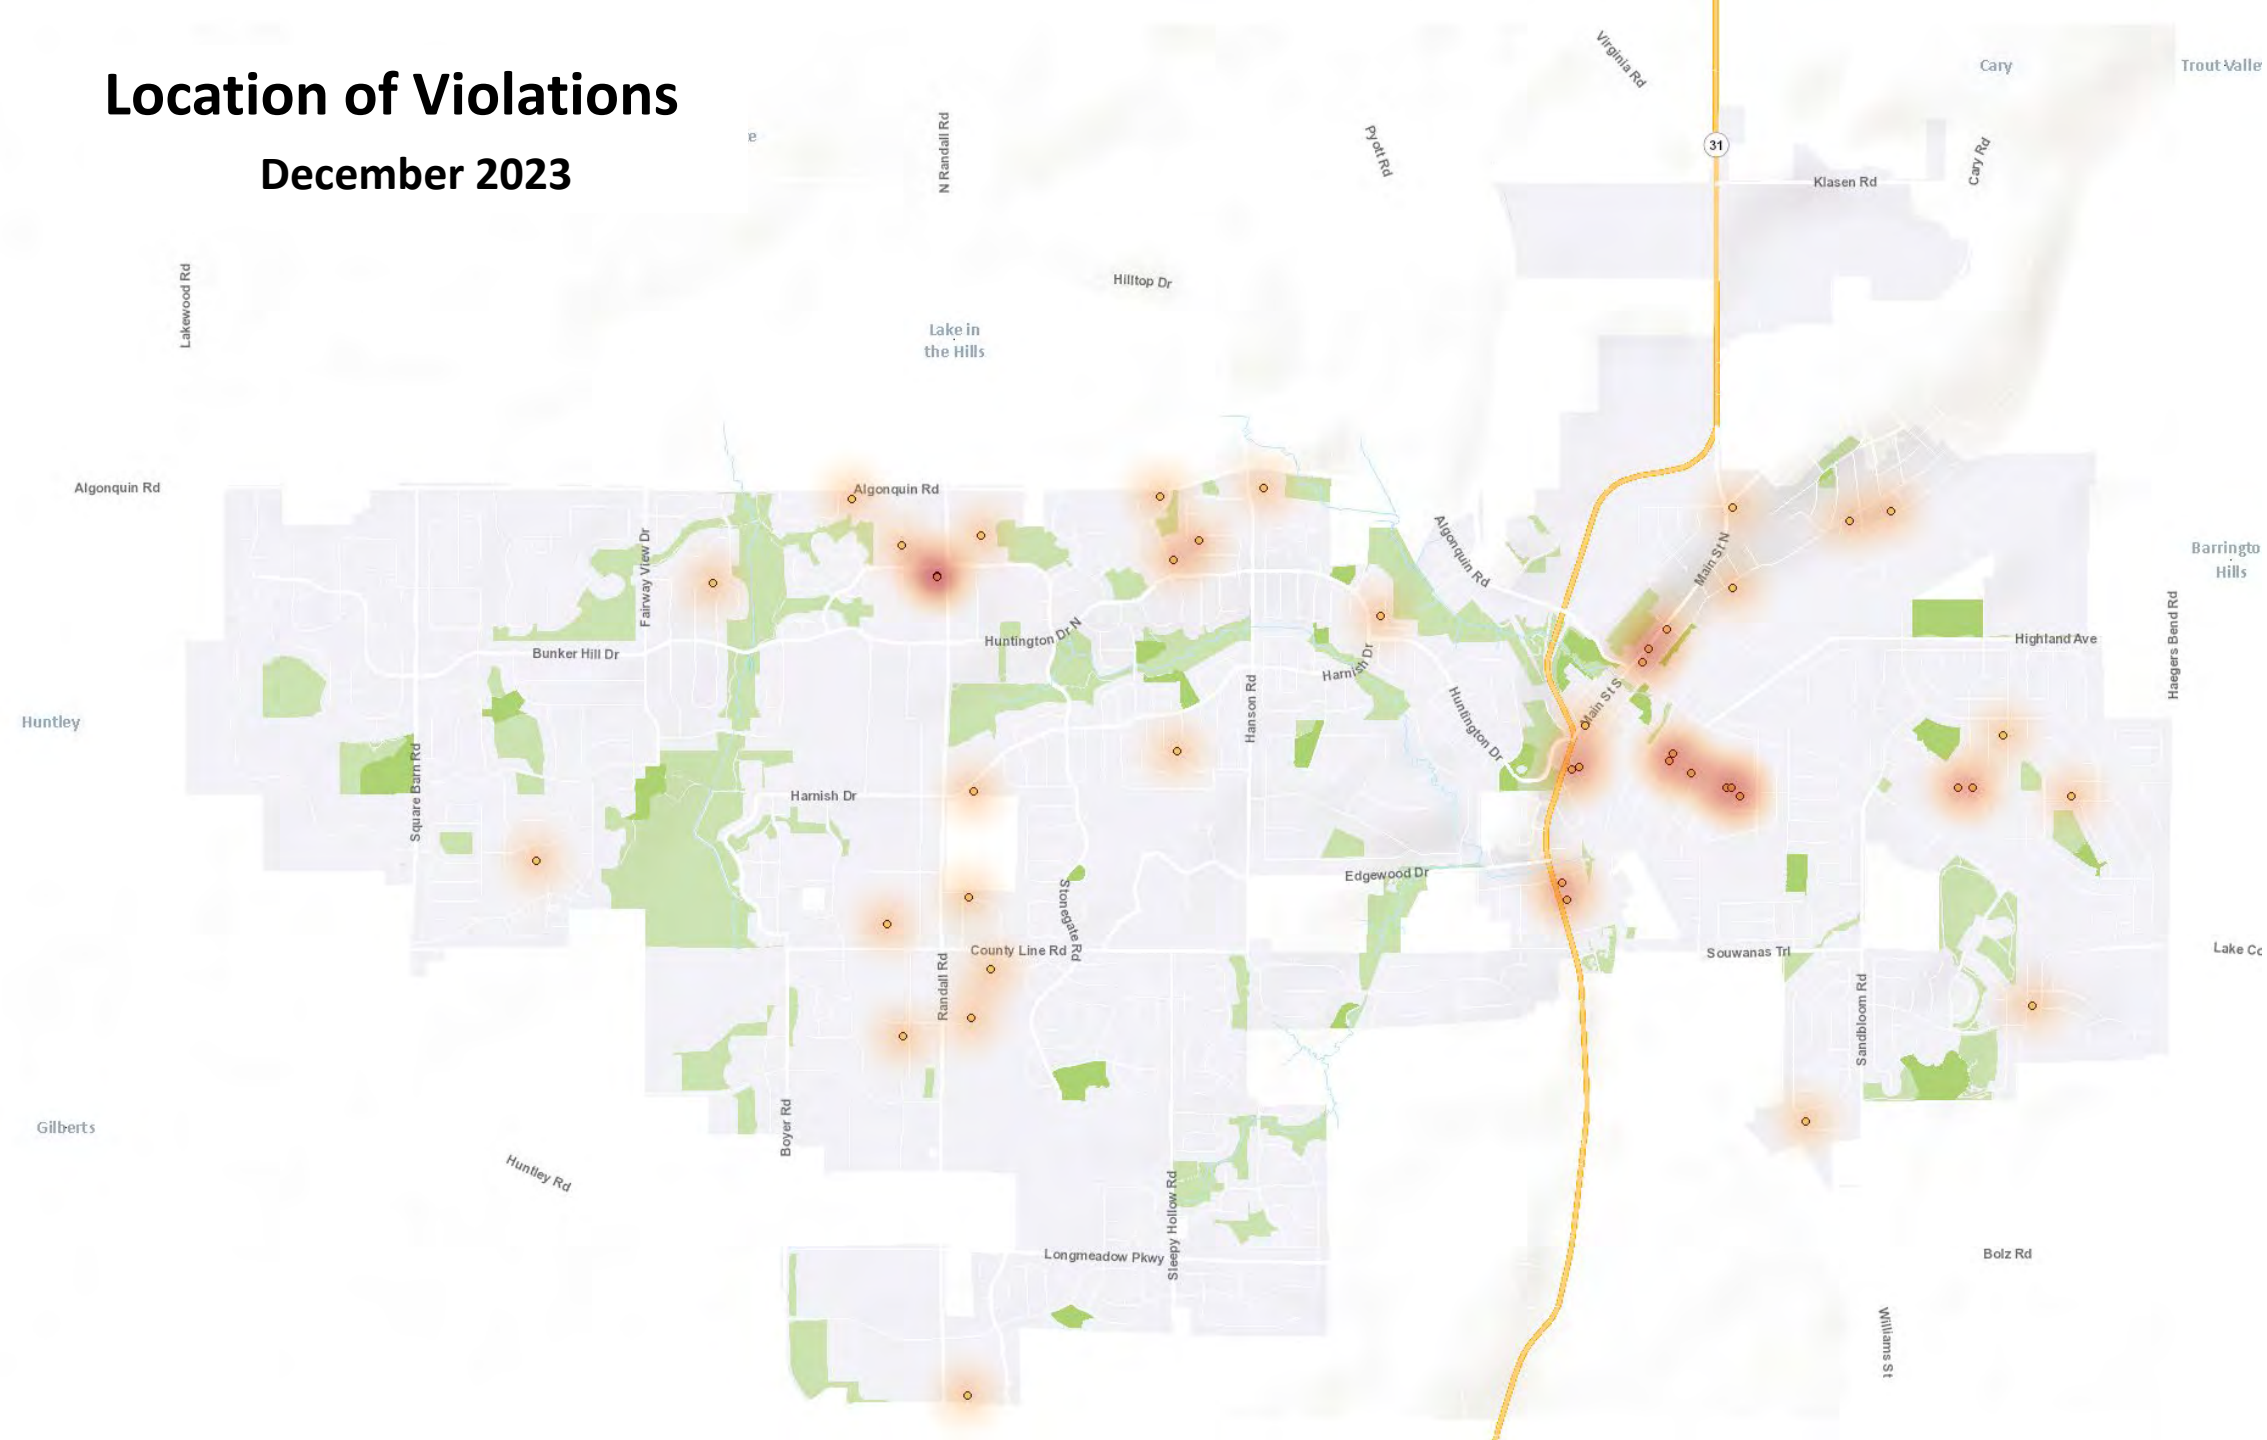 Location of Violations
December 2023
Virginia Rd
Cary
Trout Valle
e
N Randall Rd
Pyott Rd
31
Klasen Rd
Cary Rd
Lakewood Rd
Hilltop Dr
Lake in
the Hills
Algonquin Rd
Algonquin Rd
Algonquin Rd
Fairway View Dr
Main St N
Barringto
Hills
Haegers Bend Rd
Huntington Dr N
Bunker Hill Dr
Harnish Dr
Highland Ave
Hanson Rd
Huntington Dr
Main St S
Huntley
Square Barn Rd
Harnish Dr
Edgewood Dr
Stonegate Rd
County Line Rd
Souwanas Trl
Lake Co
Randall Rd
Sandbloom Rd
Gilberts
Boyer Rd
Huntley Rd
Sleepy Hollow Rd
Longmeadow Pkwy
Bolz Rd
Williams St